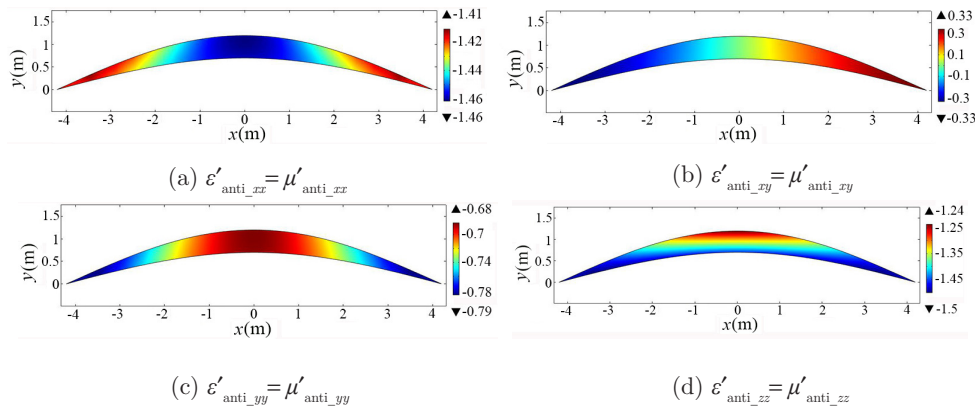 1.5
1
0.5
0
y(m)
-4 -3 -2 -1 0 1 2 3 4
x(m)
▲ -1.41
-1.42
-1.44
-1.46
▼ -1.46
(a) ε′anti_xx = μ′anti_xx
1.5
1
0.5
0
y(m)
-4 -3 -2 -1 0 1 2 3 4
x(m)
▲ 0.33
0.3
0.1
-0.1
-0.3
▼ -0.33
(b) ε′anti_xy = μ′anti_xy
1.5
1
0.5
0
y(m)
-4 -3 -2 -1 0 1 2 3 4
x(m)
▲ -0.68
-0.7
-0.74
-0.78
▼ -0.79
(c) ε′anti_yy = μ′anti_yy
1.5
1
0.5
0
y(m)
-4 -3 -2 -1 0 1 2 3 4
x(m)
▲ -1.24
-1.25
-1.35
-1.45
▼ -1.5
(d) ε′anti_zz = μ′anti_zz